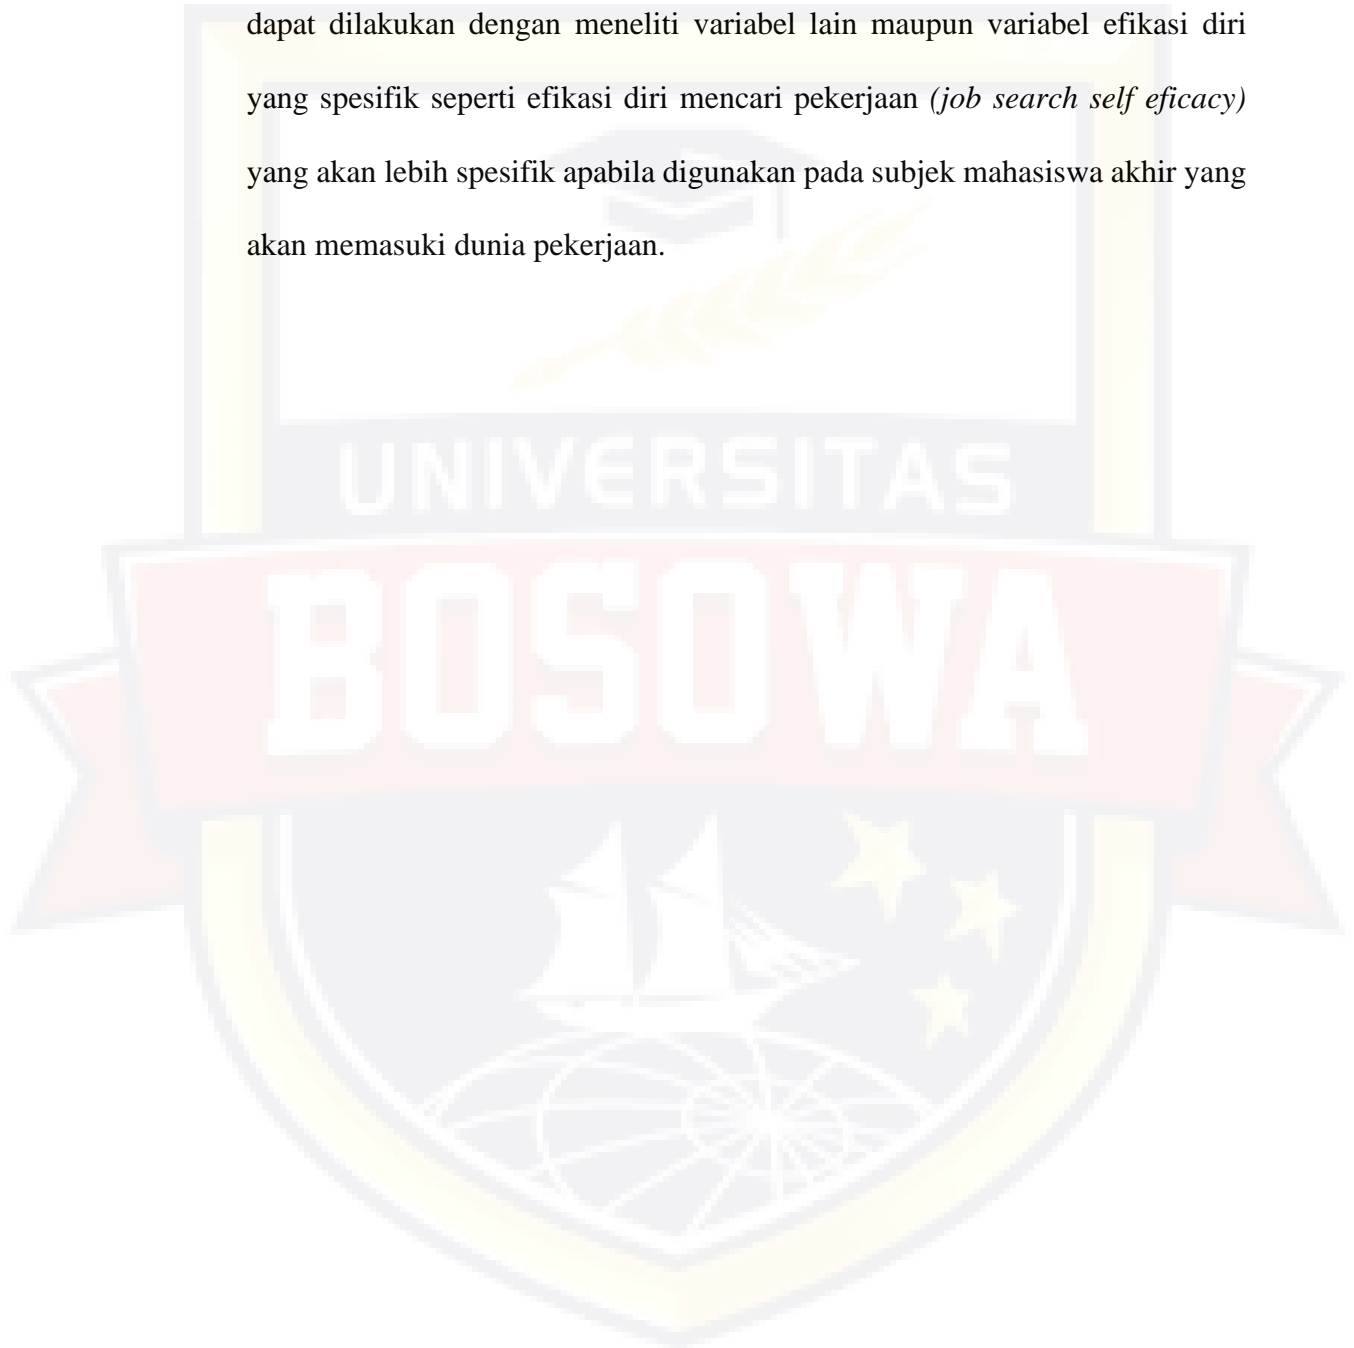 dapat dilakukan dengan meneliti variabel lain maupun variabel efikasi diri
yang spesifik seperti efikasi diri mencari pekerjaan (job search self eficacy)
yang akan lebih spesifik apabila digunakan pada subjek mahasiswa akhir yang
akan memasuki dunia pekerjaan.
UNIVERSITAS
BOSOWA